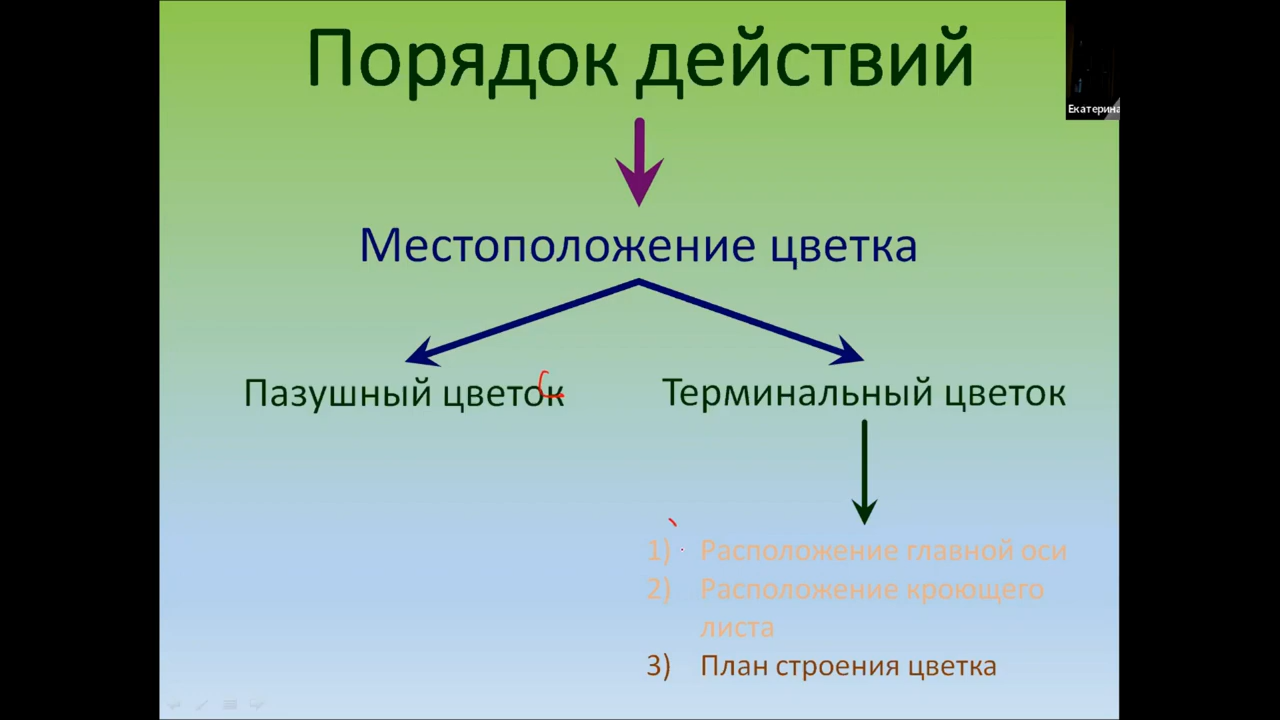 Порядок действий
Екатерина
Местоположение цветка
Пазушный цветок
Терминальный цветок
1) Расположение главной оси
2) Расположение кроющего
листа
3) План строения цветка